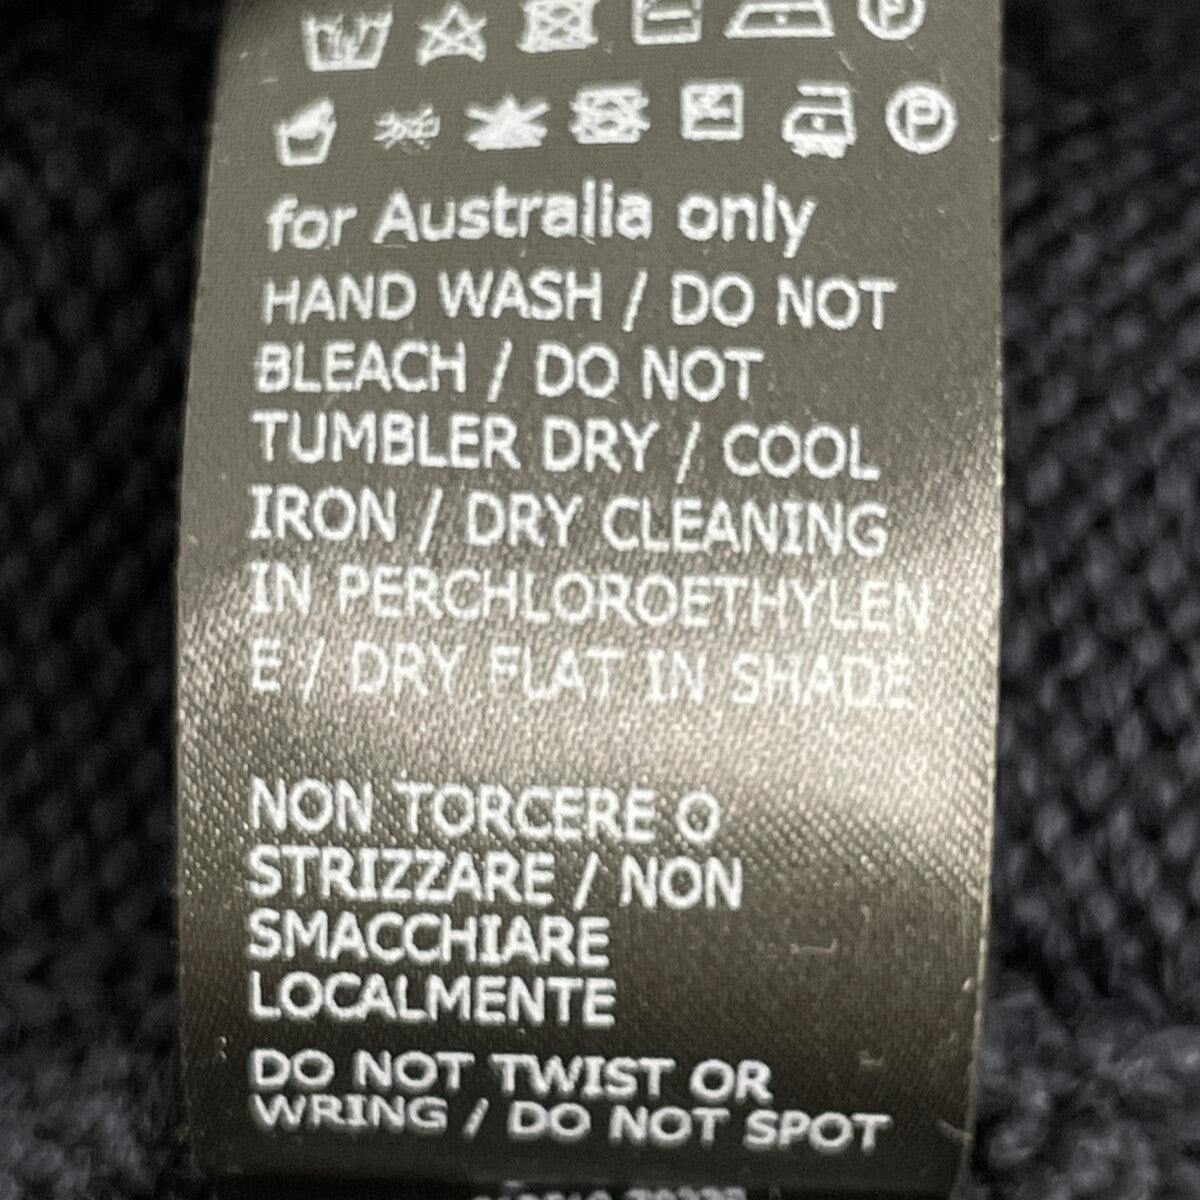 for Australia only
HAND WASH / DO NOT
BLEACH / DO NOT
TUMBLER DRY / COOL
IRON / DRY CLEANING
IN PERCHLOROETHYLEN
E / DRY FLAT IN SHADE
NON TORCERE O
STRIZZARE / NON
SMACCHIARE
LOCALMENTE
DO NOT TWIST OR
WRING / DO NOT SPOT